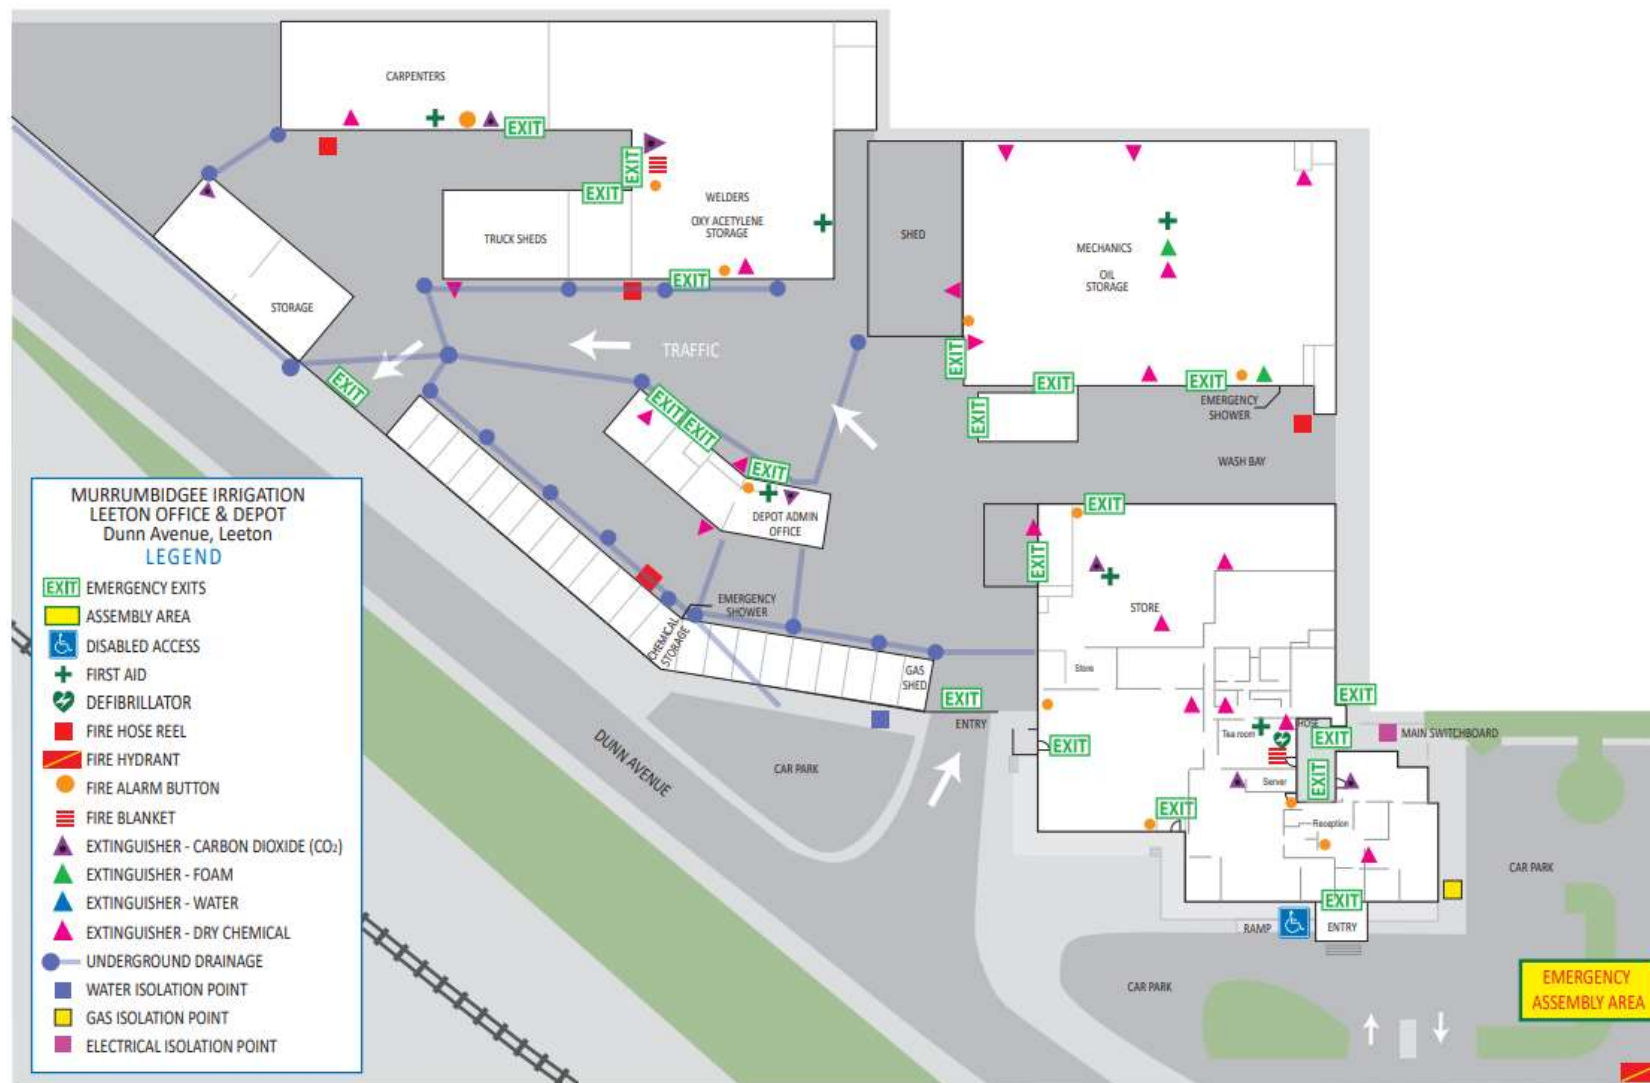 CARPENTERS
EXIT
EXIT
EXIT
WELDERS
OXY ACETYLENE
STORAGE
TRUCK SHEDS
EXIT
STORAGE
SHED
MECHANICS
OIL
STORAGE
TRAFFIC
EXIT
EXIT
EXIT
EXIT
EXIT
EMERGENCY
SHOWER
EXIT
WASH BAY
EXIT
EXIT
EXIT
DEPOT ADMIN
OFFICE
EXIT
EXIT
STORE
Store
EMERGENCY
SHOWER
CHEMICAL
STORAGE
GAS
SHED
EXIT
ENTRY
DUNN AVENUE
CAR PARK
EXIT
EXIT
HOSE
Tea room
EXIT
MAIN SWITCHBOARD
EXIT
Server
EXIT
Reception
CAR PARK
EXIT
RAMP
ENTRY
CAR PARK
EMERGENCY
ASSEMBLY AREA
MURRUMBIDGEE IRRIGATION
LEETON OFFICE & DEPOT
Dunn Avenue, Leeton
LEGEND
EXIT EMERGENCY EXITS
ASSEMBLY AREA
DISABLED ACCESS
FIRST AID
DEFIBRILLATOR
FIRE HOSE REEL
FIRE HYDRANT
FIRE ALARM BUTTON
FIRE BLANKET
EXTINGUISHER - CARBON DIOXIDE (CO₂)
EXTINGUISHER - FOAM
EXTINGUISHER - WATER
EXTINGUISHER - DRY CHEMICAL
UNDERGROUND DRAINAGE
WATER ISOLATION POINT
GAS ISOLATION POINT
ELECTRICAL ISOLATION POINT